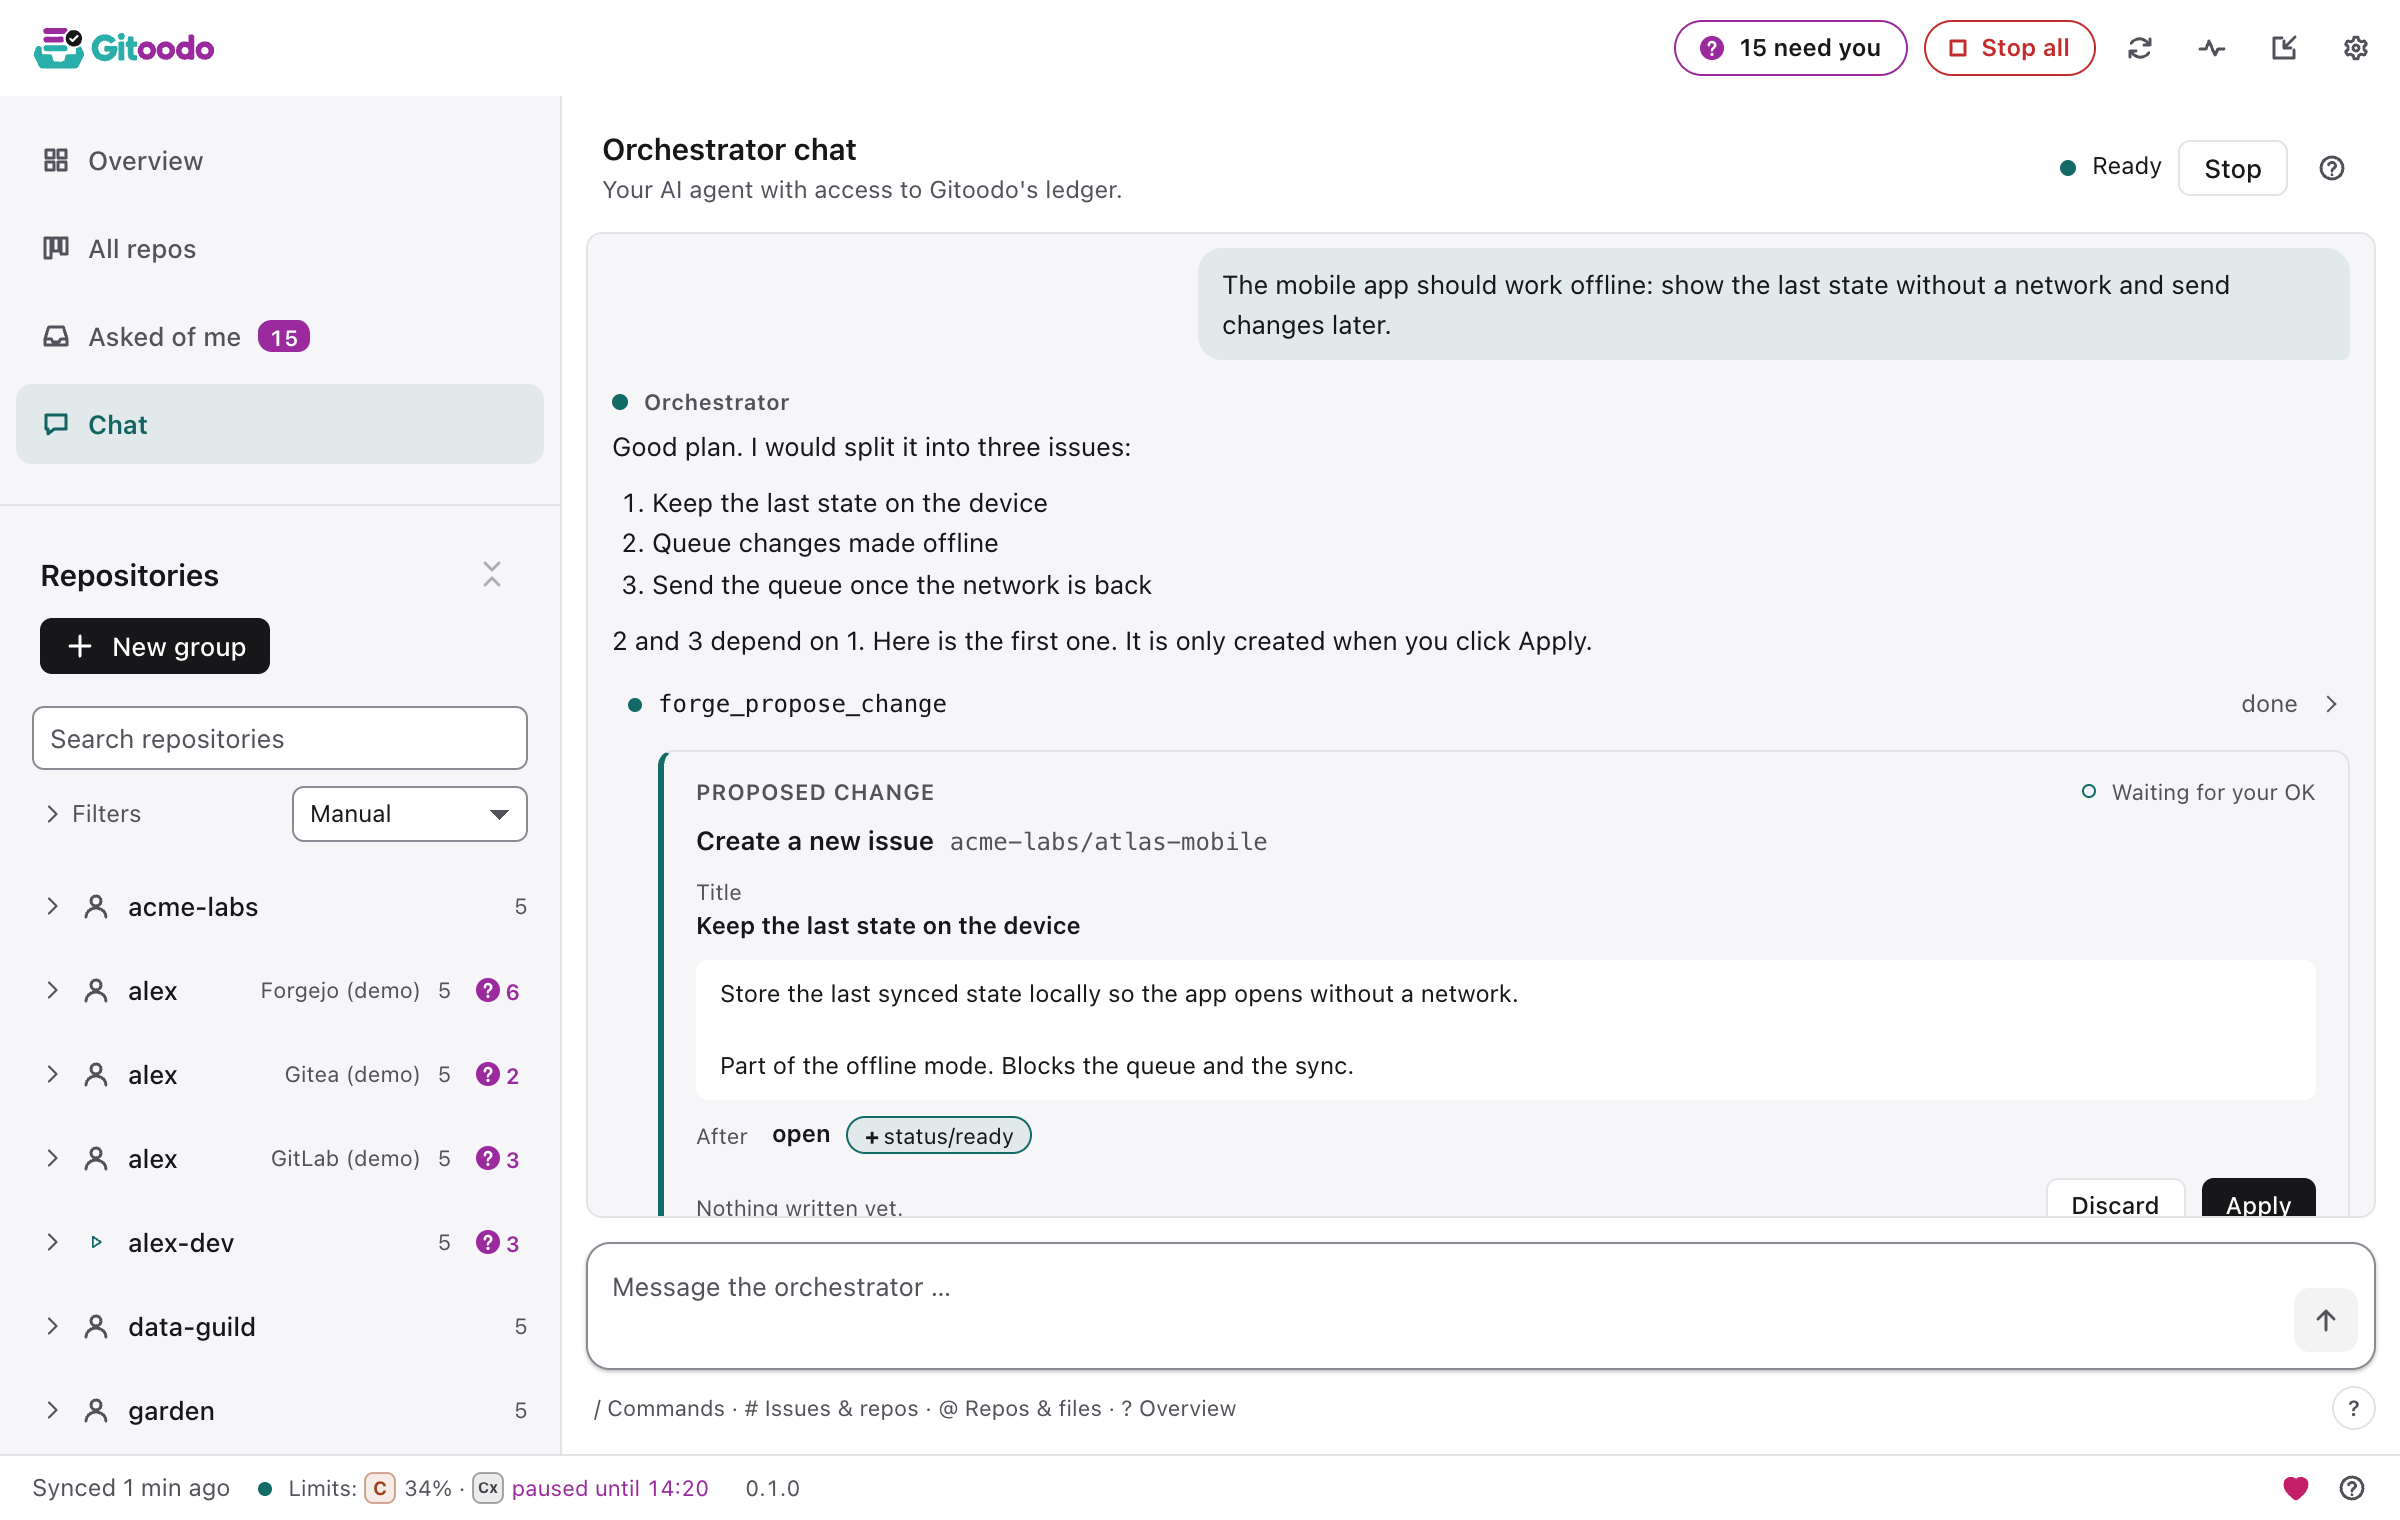 Gitoodo
? 15 need you
Stop all
Overview
All repos
Asked of me 15
Chat
Repositories
+ New group
Search repositories
Filters
Manual
acme-labs 5
alex Forgejo (demo) 5 ? 6
alex Gitea (demo) 5 ? 2
alex GitLab (demo) 5 ? 3
alex-dev 5 ? 3
data-guild 5
garden 5
Orchestrator chat
Your AI agent with access to Gitoodo's ledger.
Ready
Stop
?
The mobile app should work offline: show the last state without a network and send
changes later.
Orchestrator
Good plan. I would split it into three issues:
1. Keep the last state on the device
2. Queue changes made offline
3. Send the queue once the network is back
2 and 3 depend on 1. Here is the first one. It is only created when you click Apply.
forge_propose_change
done
PROPOSED CHANGE
Waiting for your OK
Create a new issue acme-labs/atlas-mobile
Title
Keep the last state on the device
Store the last synced state locally so the app opens without a network.
Part of the offline mode. Blocks the queue and the sync.
After open + status/ready
Nothing written yet.
Discard
Apply
Message the orchestrator ...
/ Commands · # Issues & repos · @ Repos & files · ? Overview
?
Synced 1 min ago
Limits: C 34% · Cx paused until 14:20
0.1.0
?